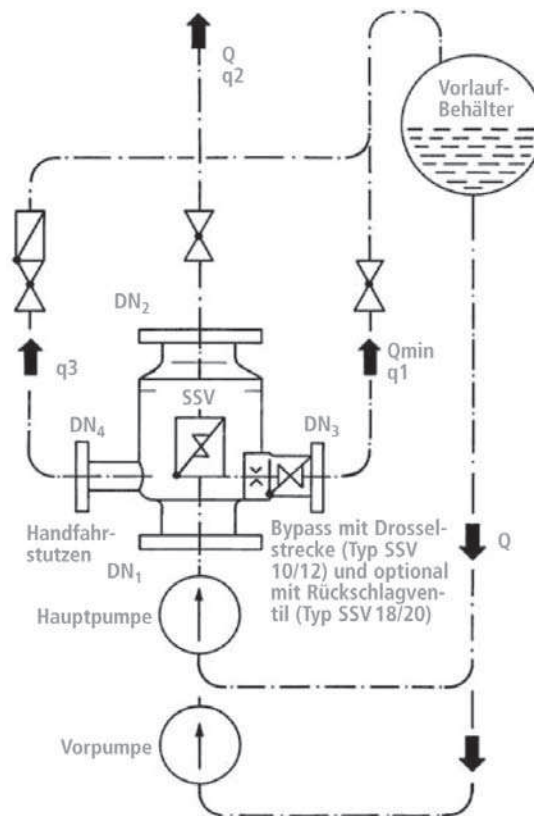 Q
q2
Vorlauf-
Behälter
DN2
Qmin
q1
q3
SSV
DN4
DN3
Handfahr-
stutzen
Bypass mit Drossel-
strecke (Typ SSV
10/12) und optional
mit Rückschlagven-
til (Typ SSV 18/20)
Q
DN1
Hauptpumpe
Vorpumpe